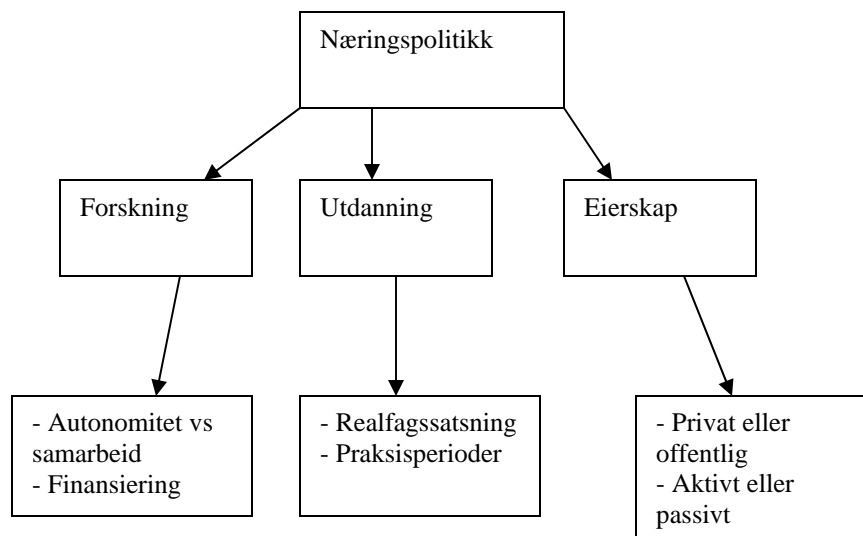 Næringspolitikk
Forskning
Utdanning
Eierskap
- Autonomitet vs
samarbeid
- Finansiering
- Realfagssatsning
- Praksisperioder
- Privat eller
offentlig
- Aktivt eller
passivt